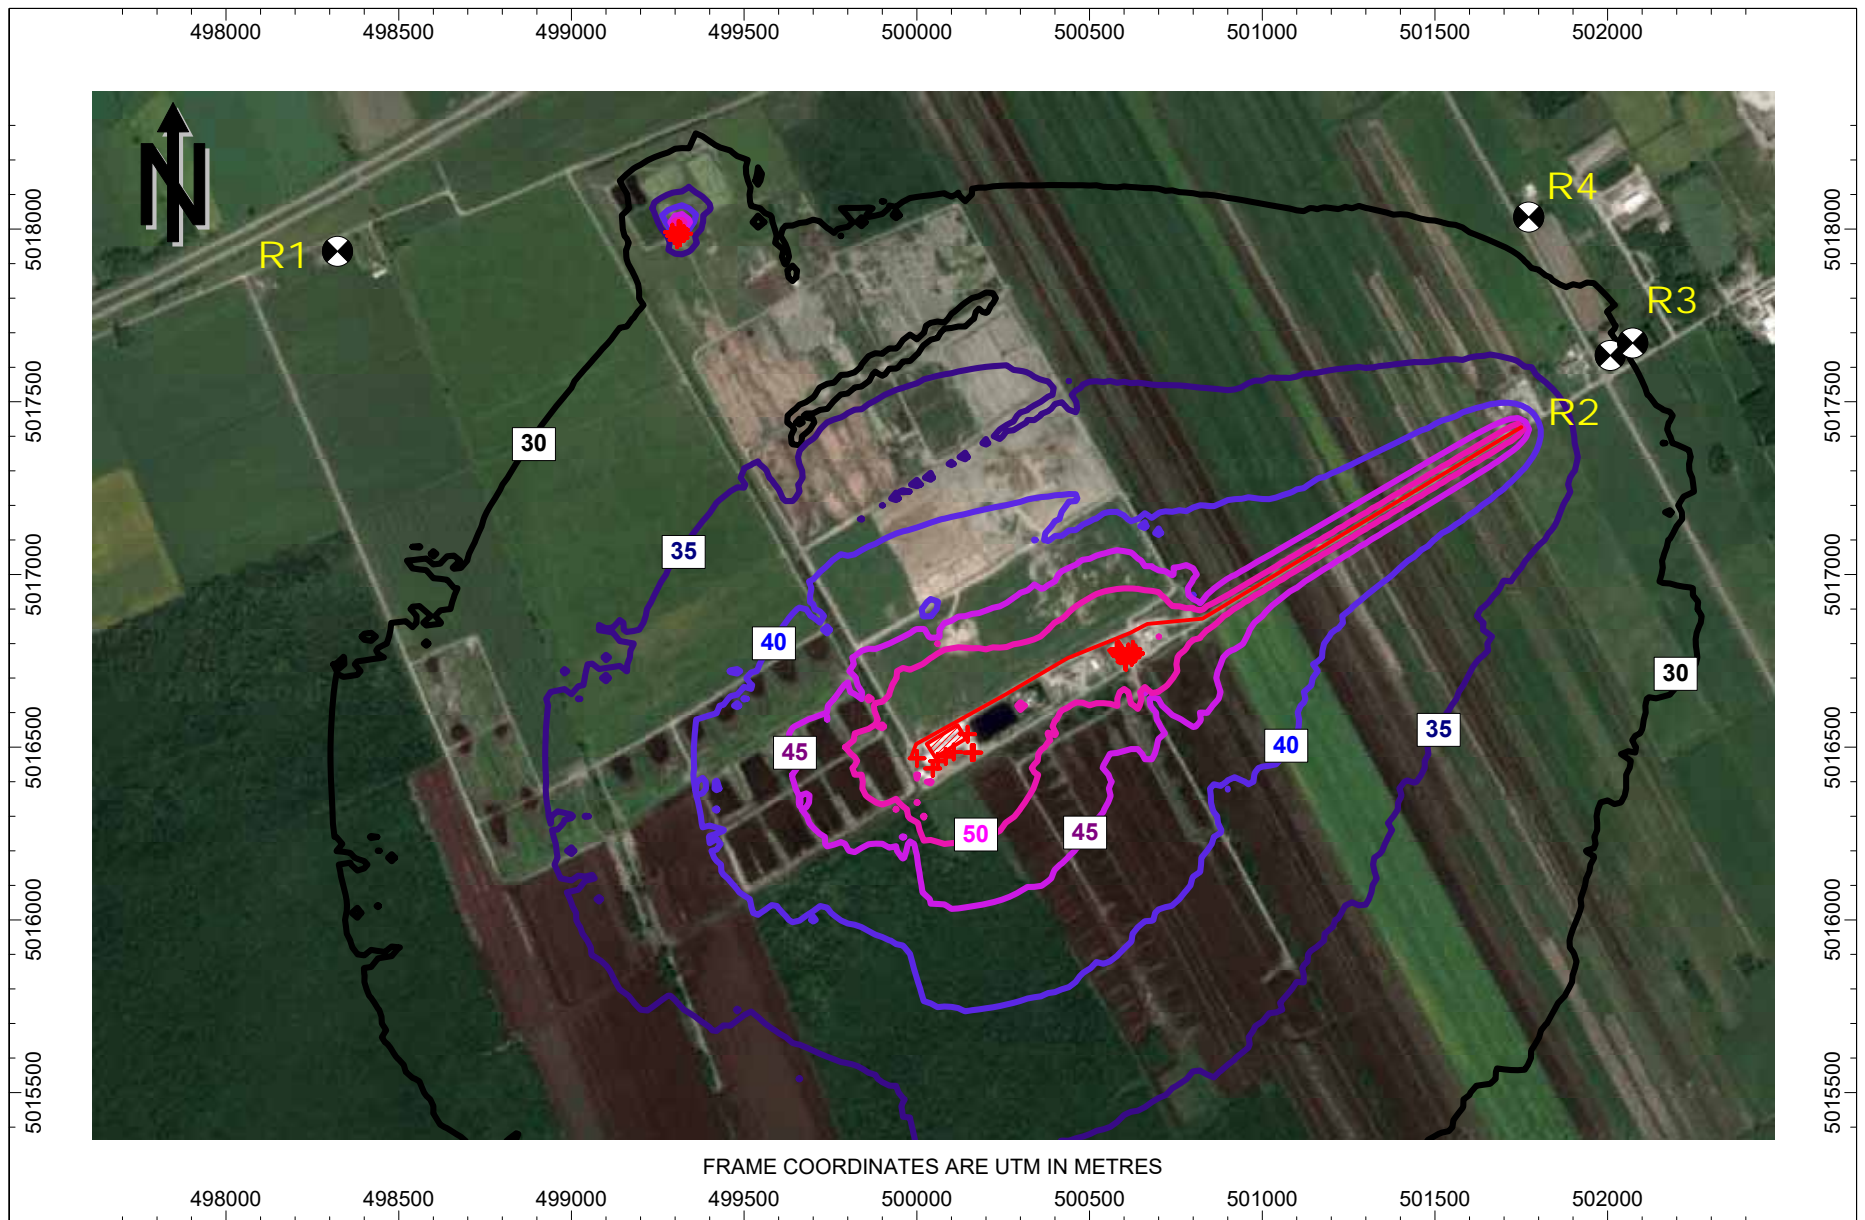 498000 498500 499000 499500 500000 500500 501000 501500 502000
N
R4
5018000 5018000
R1
R3
5017500 5017500
R2
30
35
5017000 5017000
40
30
35
5016500 5016500
45 40
50 45
5016000 5016000
5015500 5015500
FRAME COORDINATES ARE UTM IN METRES
498000 498500 499000 499500 500000 500500 501000 501500 502000